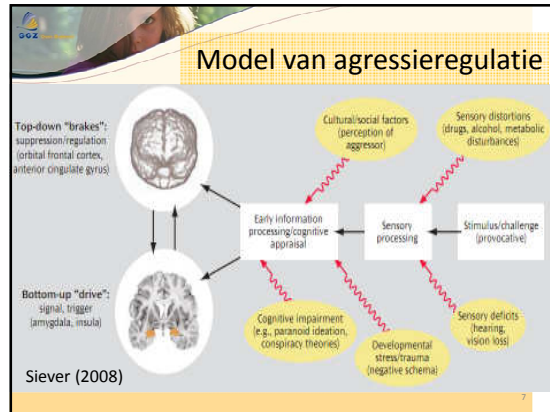 GGZ
Model van agressieregulatie
Top-down "brakes":
suppression/regulation
(orbital frontal cortex,
anterior cingulate gyrus)
Cultural/social factors
(perception of
aggressor)
Sensory distortions
(drugs, alcohol, metabolic
disturbances)
Early information
processing/cognitive
appraisal
Sensory
processing
Stimulus/challenge
(provocative)
Bottom-up "drive":
signal, trigger
(amygdala, insula)
Cognitive impairment
(e.g., paranoid ideation,
conspiracy theories)
Developmental
stress/trauma
(negative schema)
Sensory deficits
(hearing,
vision loss)
Siever (2008)
7